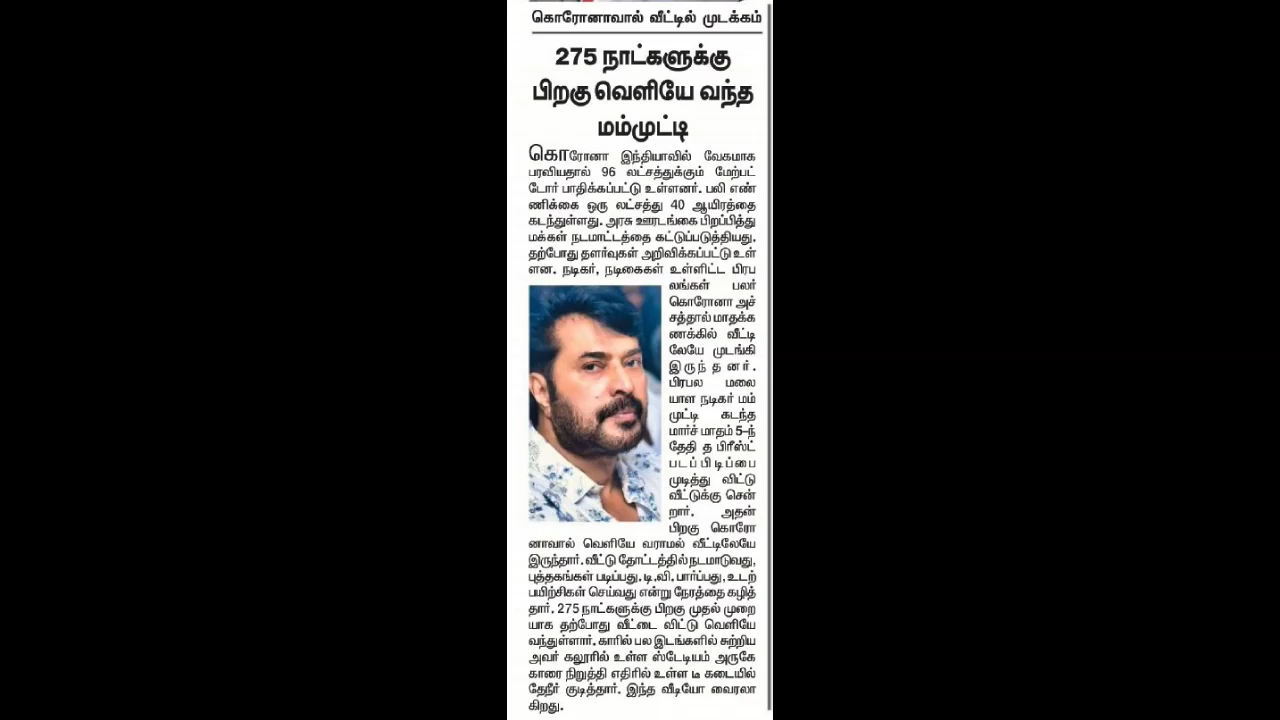 கொரோனாவால் வீட்டில் முடக்கம்
275 நாட்களுக்கு
பிறகு வெளியே வந்த
மம்முட்டி
கொரோனா இந்தியாவில் வேகமாக
பரவியதால் 96 லட்சத்துக்கும் மேற்பட்
டோர் பாதிக்கப்பட்டு உள்ளனர். பலி எண்
ணிக்கை ஒரு லட்சத்து 40 ஆயிரத்தை
கடந்துள்ளது. அரசு ஊரடங்கை பிறப்பித்து
மக்கள் நடமாட்டத்தை கட்டுப்படுத்தியது.
தற்போது தளர்வுகள் அறிவிக்கப்பட்டு உள்
ளன. நடிகர், நடிகைகள் உள்ளிட்ட பிரப
லங்கள் பலர்
கொரோனா அச்
சத்தால் மாதக்க
ணக்கில் வீட்டி
லேயே முடங்கி
இருந்தனர்.
பிரபல மலை
யாள நடிகர் மம்
முட்டி கடந்த
மார்ச் மாதம் 5-ந்
தேதி த பிரீஸ்ட்
படப்பிடிப்பை
முடித்து விட்டு
வீட்டுக்கு சென்
றார். அதன்
பிறகு கொரோ
னாவால் வெளியே வராமல் வீட்டிலேயே
இருந்தார். வீட்டு தோட்டத்தில் நடமாடுவது,
புத்தகங்கள் படிப்பது, டி.வி. பார்ப்பது, உடற்
பயிற்சிகள் செய்வது என்று நேரத்தை கழித்
தார். 275 நாட்களுக்கு பிறகு முதல் முறை
யாக தற்போது வீட்டை விட்டு வெளியே
வந்துள்ளார். காரில் பல இடங்களில் சுற்றிய
அவர் கலூரில் உள்ள ஸ்டேடியம் அருகே
காரை நிறுத்தி எதிரில் உள்ள டீ கடையில்
தேநீர் குடித்தார். இந்த வீடியோ வைரலா
கிறது.